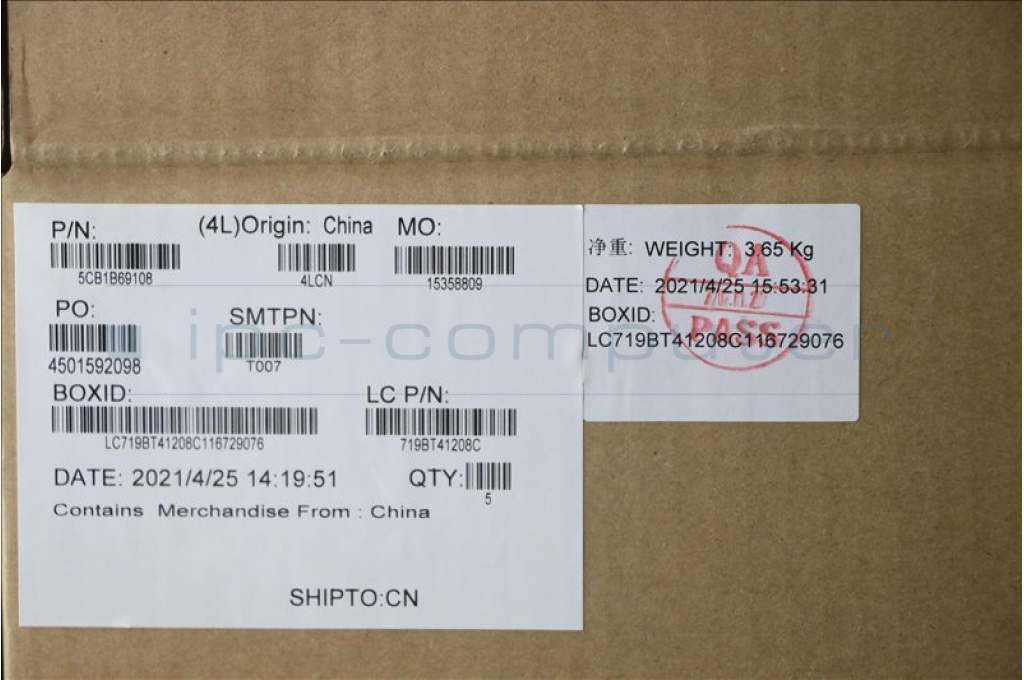 P/N:
5CB1B69108
(4L)Origin: China
4LCN
MO:
15358809
PO:
4501592098
SMTPN:
T007
BOXID:
LC719BT41208C116729076
LC P/N:
719BT41208C
DATE: 2021/4/25 14:19:51
QTY:
5
Contains Merchandise From : China
SHIPTO:CN
净重: WEIGHT: 3.65 Kg
DATE: 2021/4/25 15:53:31
BOXID:
LC719BT41208C116729076
QA
PASS
ipc-computer